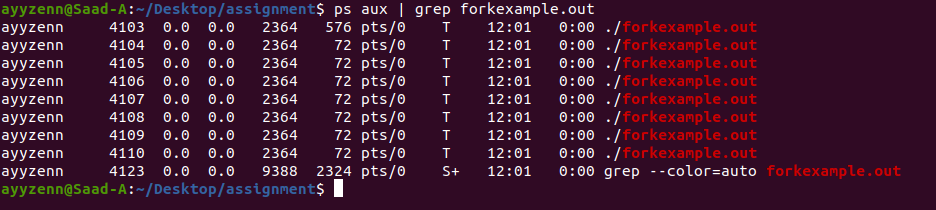 ayyzenn@Saad-A:~/Desktop/assignment$ ps aux | grep forkexample.out
ayyzenn     4103  0.0  0.0   2364   576 pts/0    T    12:01   0:00 ./forkexample.out
ayyzenn     4104  0.0  0.0   2364    72 pts/0    T    12:01   0:00 ./forkexample.out
ayyzenn     4105  0.0  0.0   2364    72 pts/0    T    12:01   0:00 ./forkexample.out
ayyzenn     4106  0.0  0.0   2364    72 pts/0    T    12:01   0:00 ./forkexample.out
ayyzenn     4107  0.0  0.0   2364    72 pts/0    T    12:01   0:00 ./forkexample.out
ayyzenn     4108  0.0  0.0   2364    72 pts/0    T    12:01   0:00 ./forkexample.out
ayyzenn     4109  0.0  0.0   2364    72 pts/0    T    12:01   0:00 ./forkexample.out
ayyzenn     4110  0.0  0.0   2364    72 pts/0    T    12:01   0:00 ./forkexample.out
ayyzenn     4123  0.0  0.0   9388  2324 pts/0    S+   12:01   0:00 grep --color=auto forkexample.out
ayyzenn@Saad-A:~/Desktop/assignment$